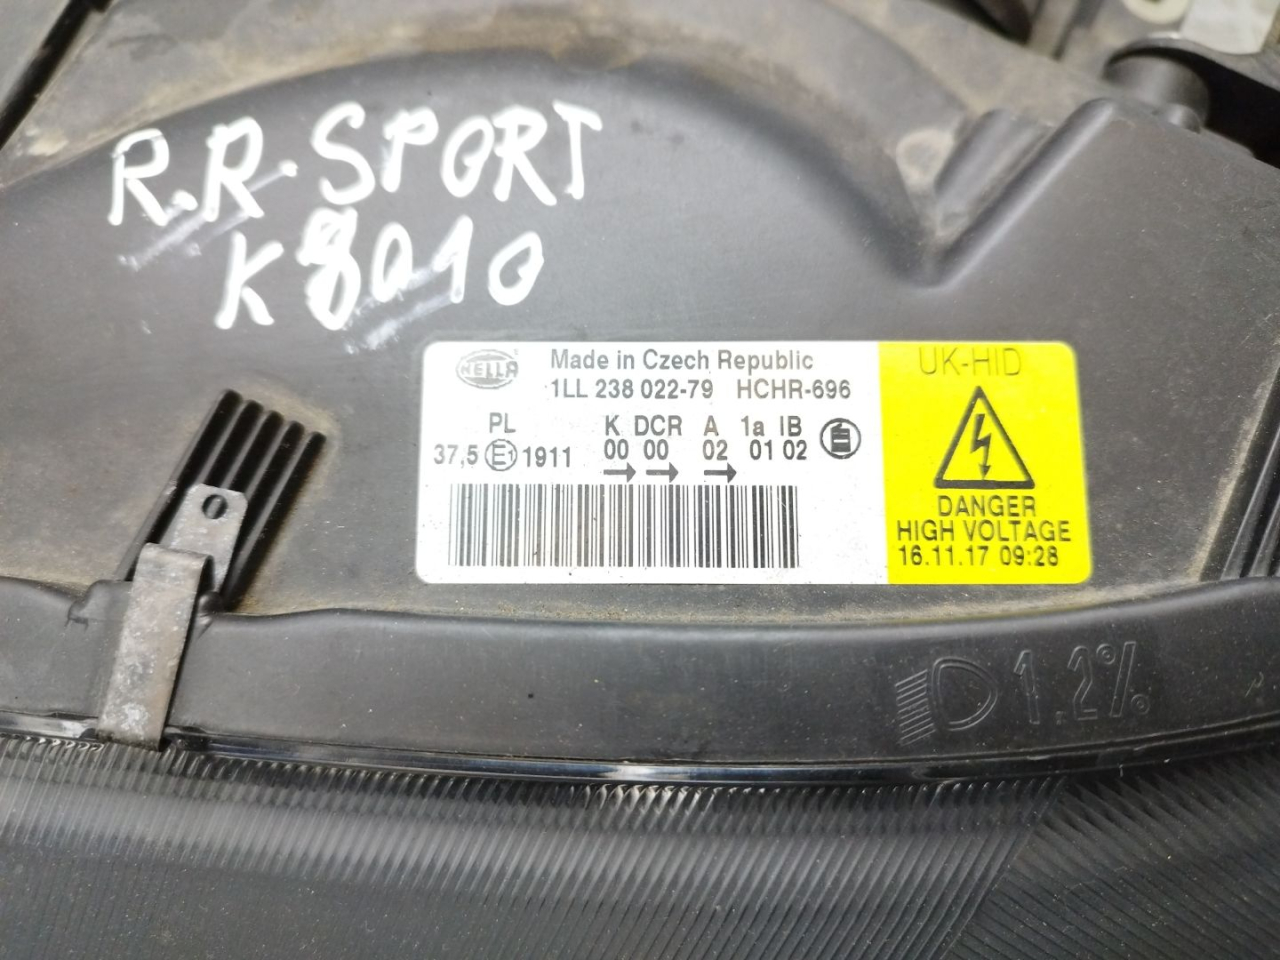 R.R. SPORT
K8010
HELLA
Made in Czech Republic
1LL 238 022-79 HCHR-696
PL K DCR A 1a IB
37,5 E1 1911 00 00 02 01 02
UK-HID
DANGER
HIGH VOLTAGE
16.11.17 09:28
1.2%